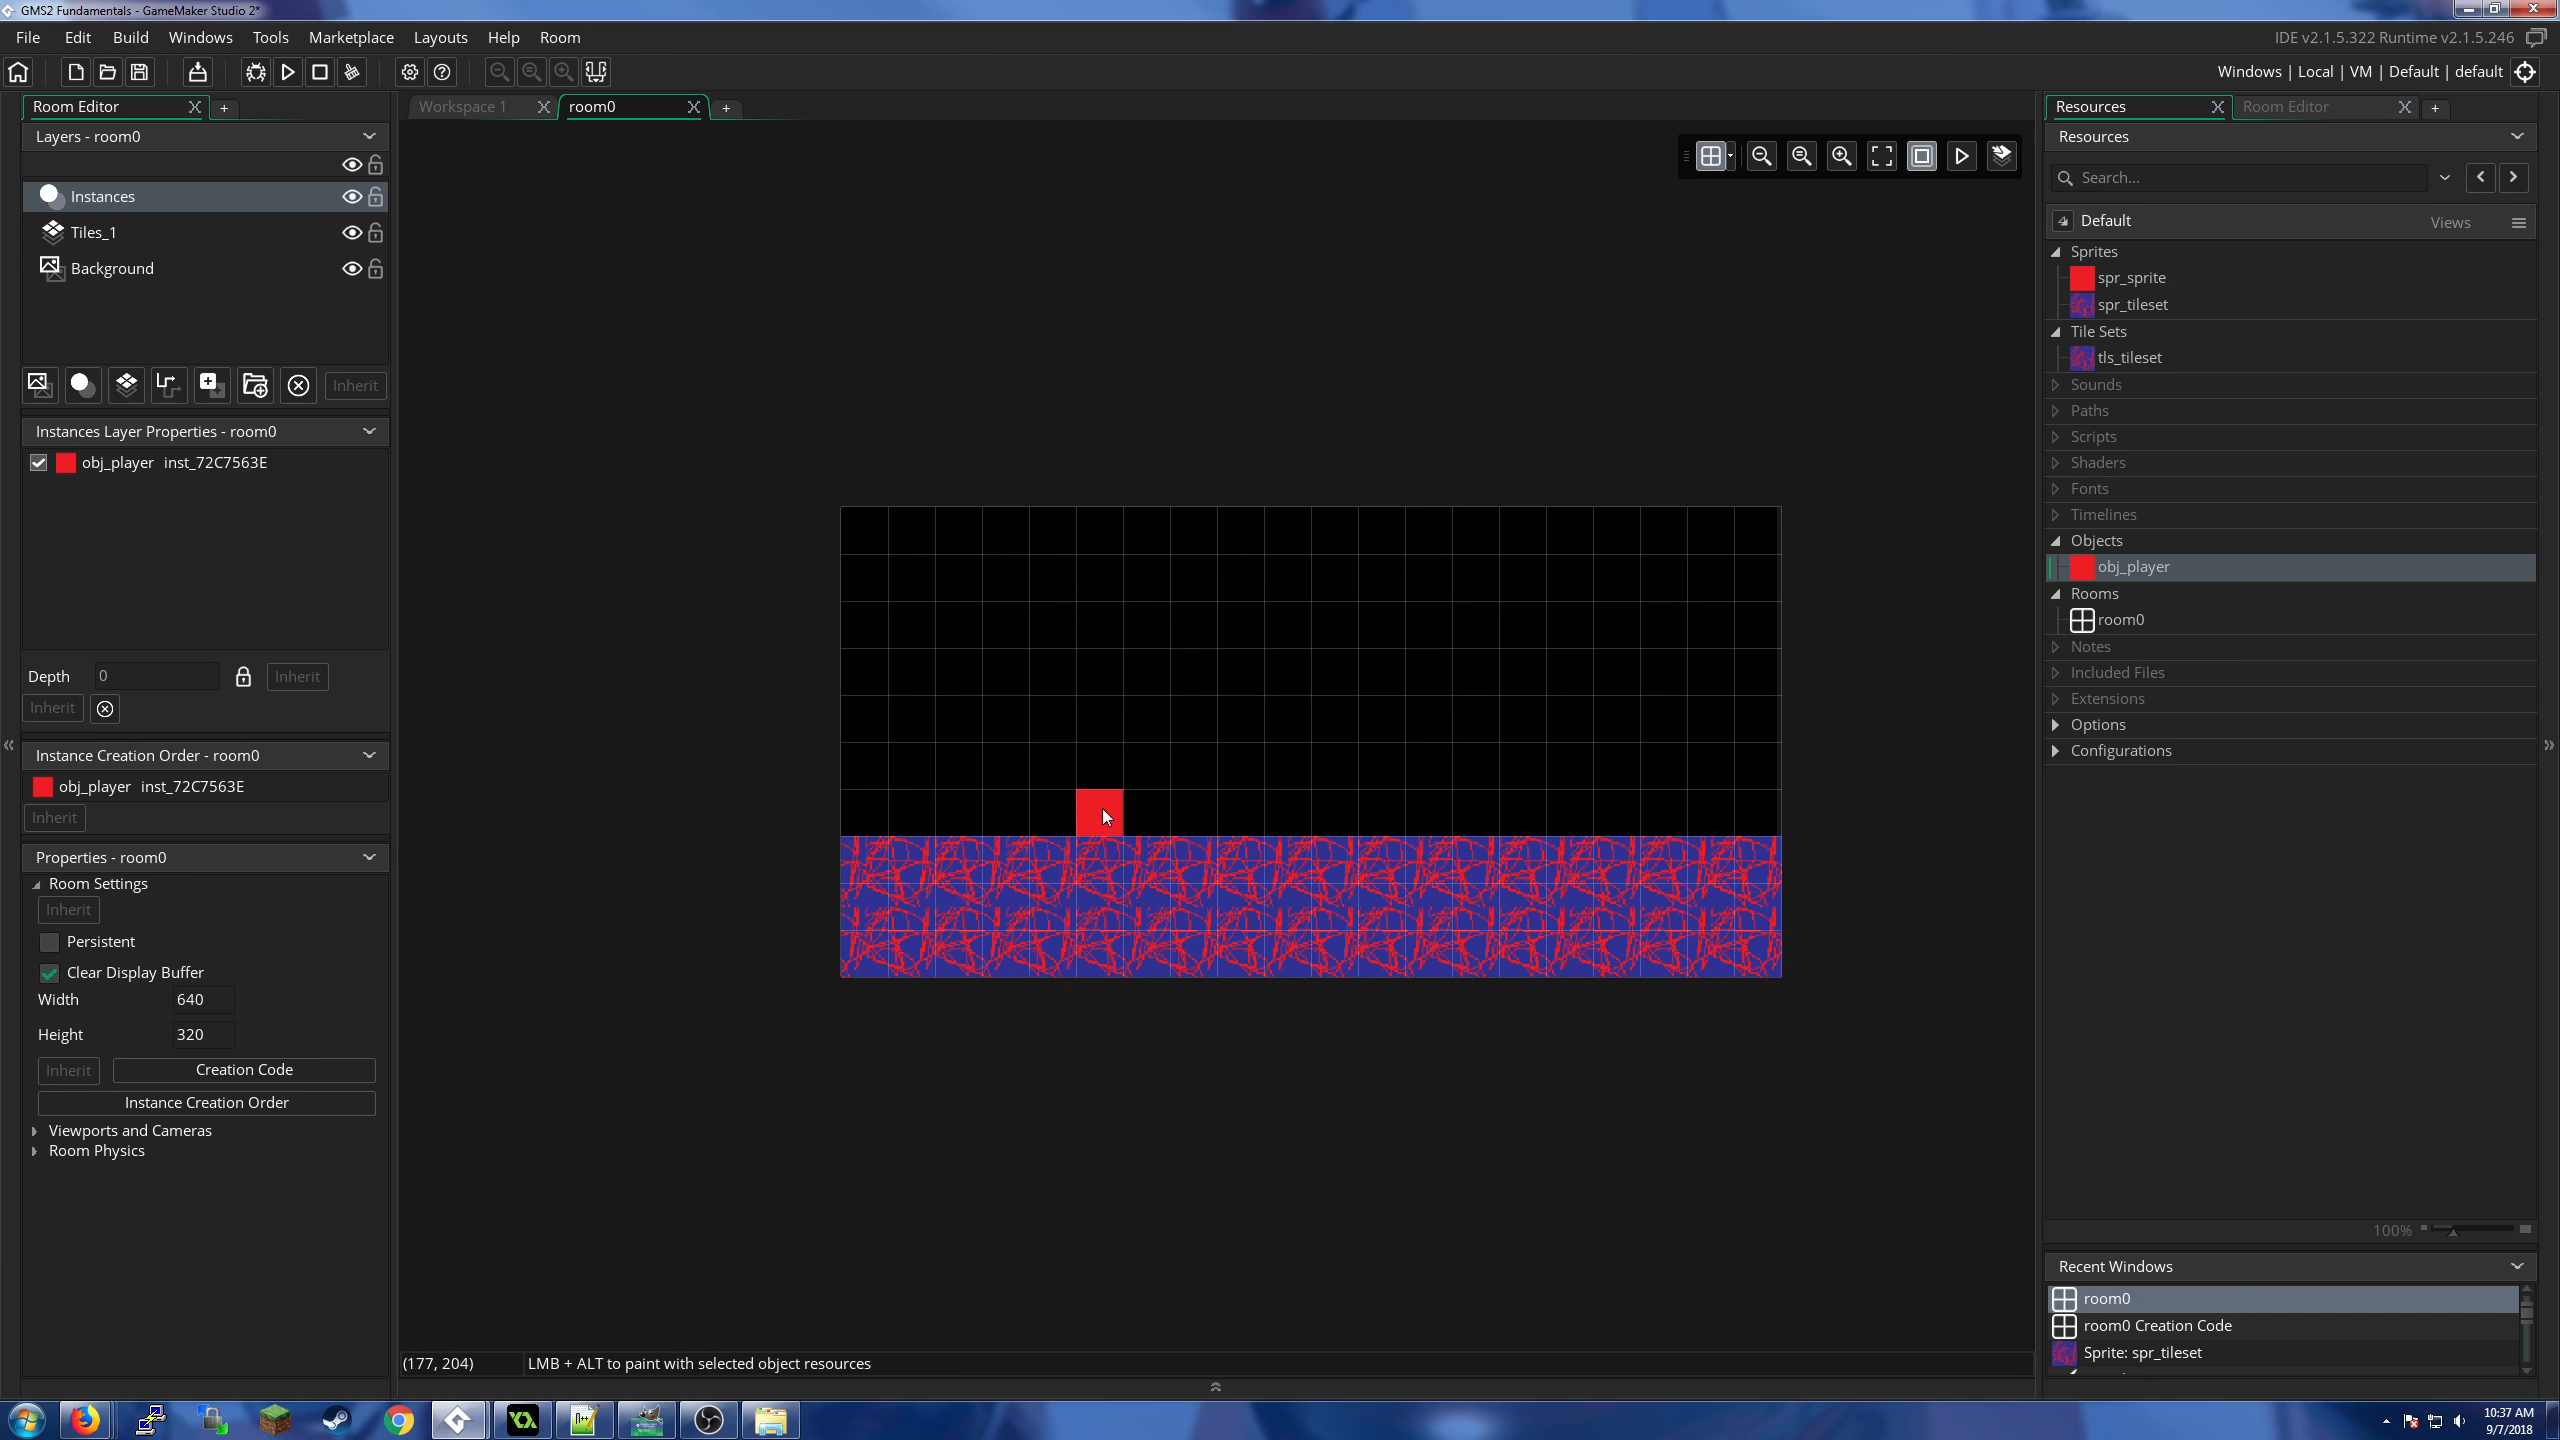 GMS2 Fundamentals - GameMaker Studio 2*
File Edit Build Windows Tools Marketplace Layouts Help Room
IDE v2.1.5.322 Runtime v2.1.5.246
Windows | Local | VM | Default | default
Room Editor
Layers - room0
Instances
Tiles_1
Background
Inherit
Instances Layer Properties - room0
obj_player inst_72C7563E
Depth 0 Inherit
Inherit
Instance Creation Order - room0
obj_player inst_72C7563E
Inherit
Properties - room0
Room Settings
Inherit
Persistent
Clear Display Buffer
Width 640
Height 320
Inherit Creation Code
Instance Creation Order
Viewports and Cameras
Room Physics
Workspace 1 room0
(177, 204) LMB + ALT to paint with selected object resources
Resources Room Editor
Resources
Search...
Default Views
Sprites
spr_sprite
spr_tileset
Tile Sets
tls_tileset
Sounds
Paths
Scripts
Shaders
Fonts
Timelines
Objects
obj_player
Rooms
room0
Notes
Included Files
Extensions
Options
Configurations
100%
Recent Windows
room0
room0 Creation Code
Sprite: spr_tileset
10:37 AM
9/7/2018